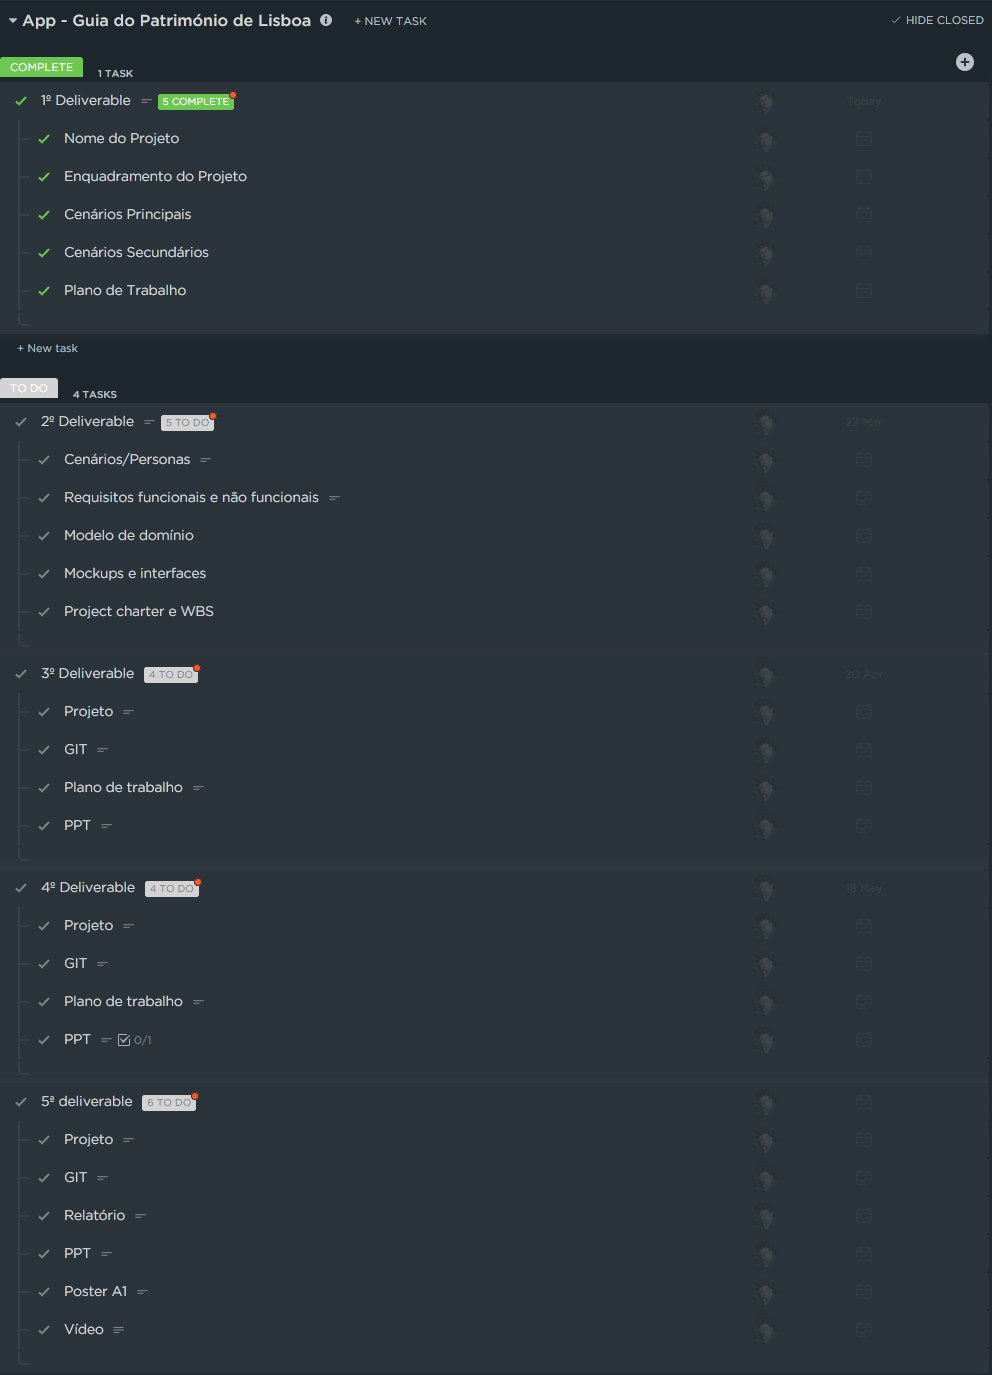 App - Guia do Património de Lisboa + NEW TASK HIDE CLOSED
COMPLETE 1 TASK
1º Deliverable 5 COMPLETE Today
Nome do Projeto
Enquadramento do Projeto
Cenários Principais
Cenários Secundários
Plano de Trabalho
+ New task
TO DO 4 TASKS
2º Deliverable 5 TO DO 23 Mar
Cenários/Personas
Requisitos funcionais e não funcionais
Modelo de domínio
Mockups e interfaces
Project charter e WBS
3º Deliverable 4 TO DO 20 Apr
Projeto
GIT
Plano de trabalho
PPT
4º Deliverable 4 TO DO 18 May
Projeto
GIT
Plano de trabalho
PPT 0/1
5ª deliverable 6 TO DO
Projeto
GIT
Relatório
PPT
Poster A1
Vídeo